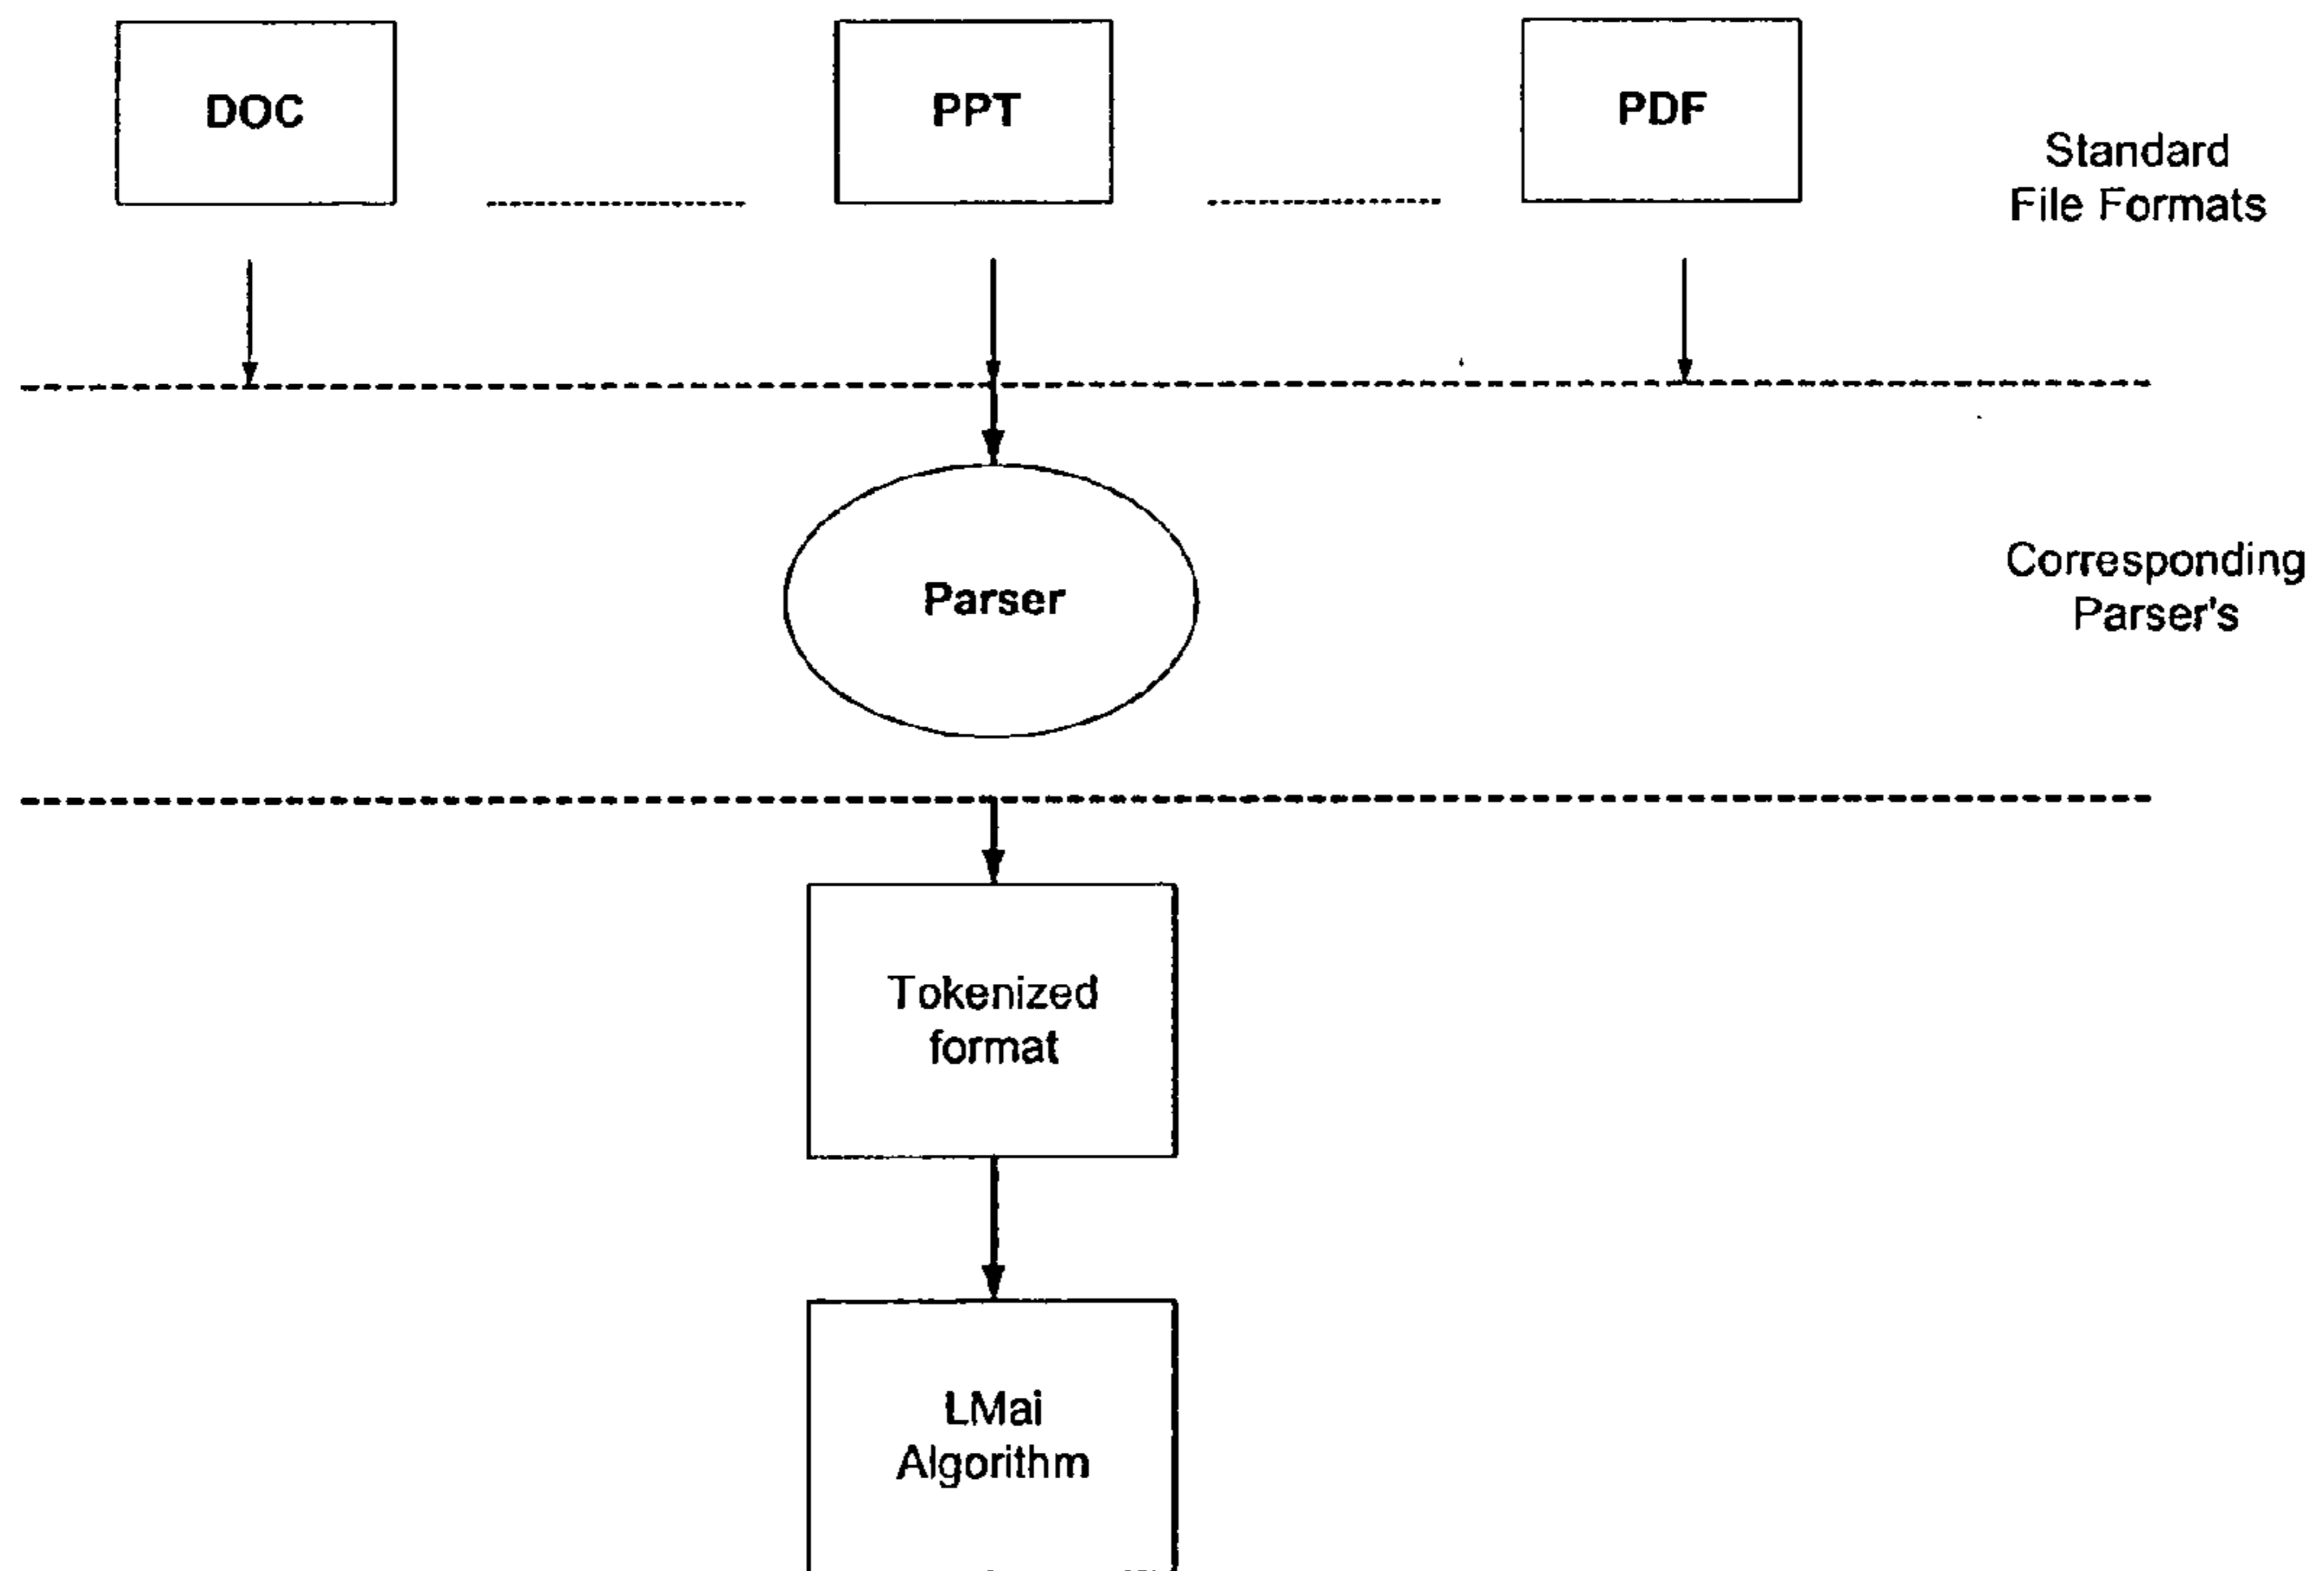 DOC
PPT
PDF
Standard
File Formats
Parser
Corresponding
Parser's
Tokenized
format
LMai
Algorithm